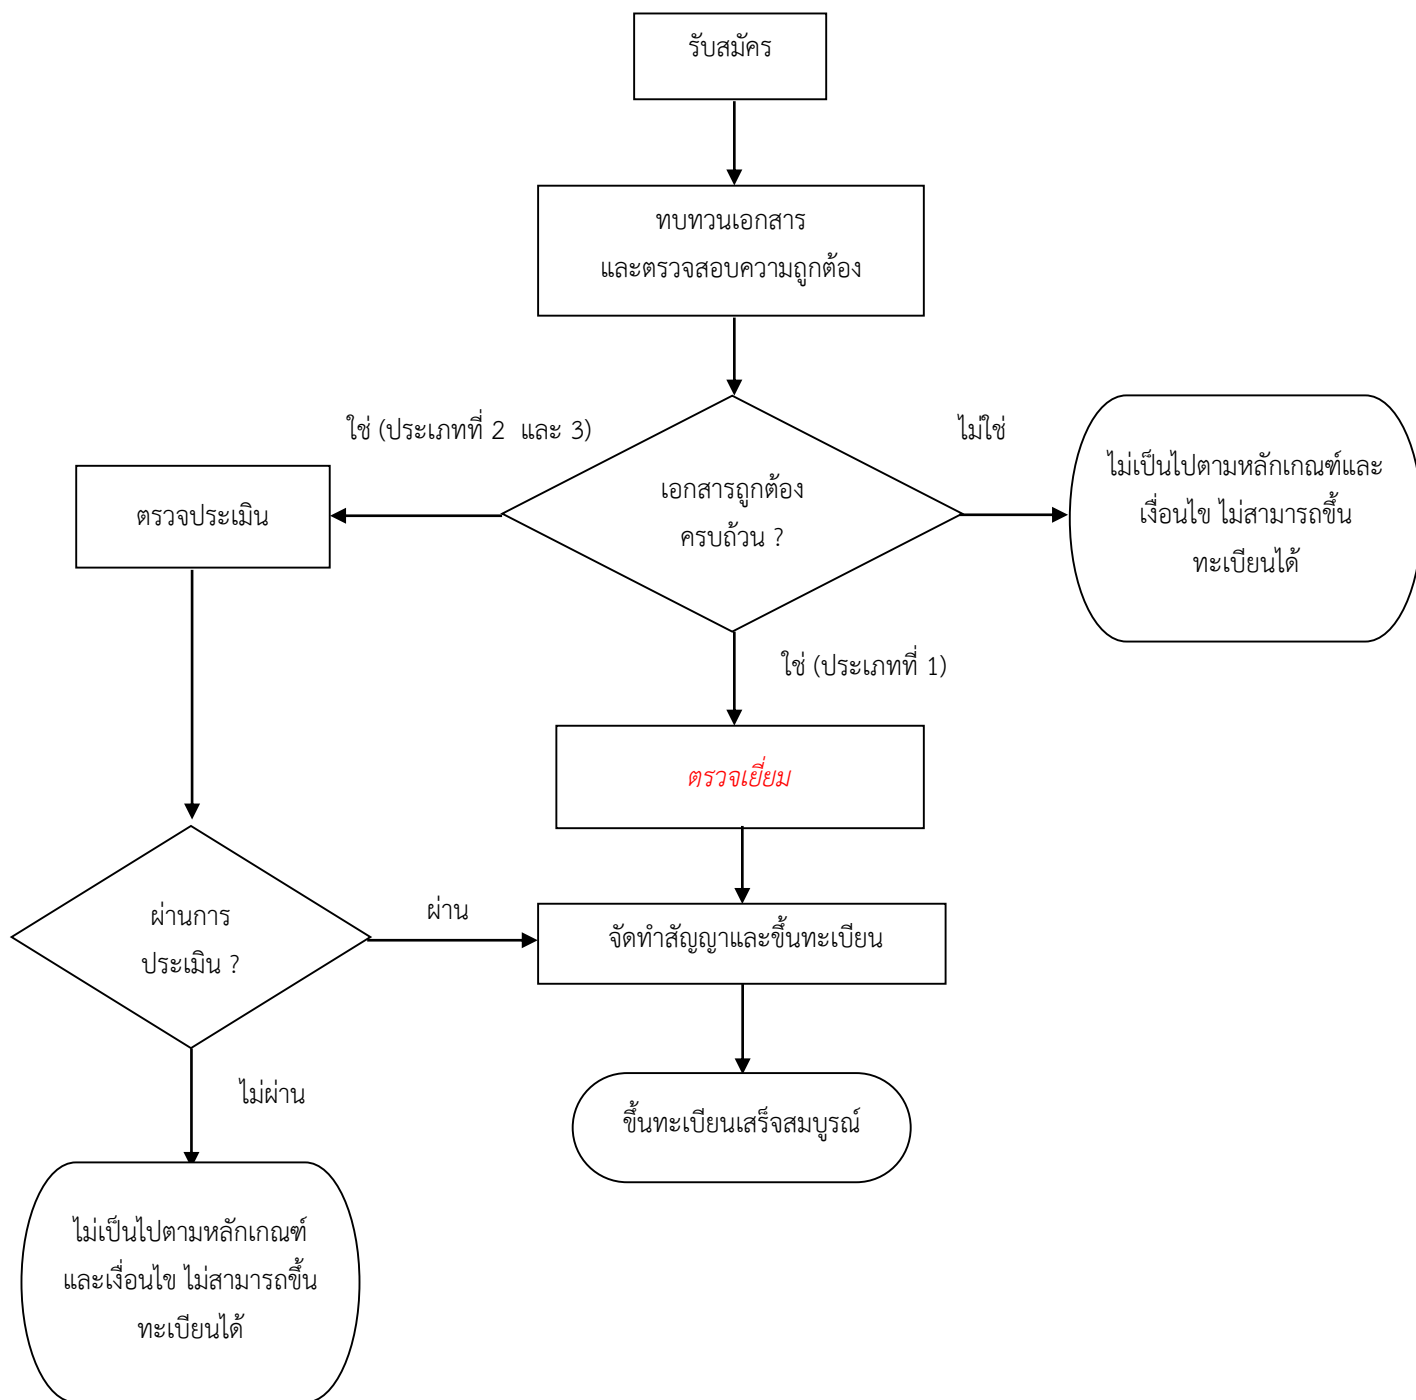 รับสมัคร
ทบทวนเอกสาร
และตรวจสอบความถูกต้อง
ใช่ (ประเภทที่ 2 และ 3)
ไม่ใช่
เอกสารถูกต้อง
ครบถ้วน ?
ตรวจประเมิน
ไม่เป็นไปตามหลักเกณฑ์และ
เงื่อนไข ไม่สามารถขึ้น
ทะเบียนได้
ใช่ (ประเภทที่ 1)
ตรวจเยี่ยม
ผ่านการ
ประเมิน ?
ผ่าน
จัดทำสัญญาและขึ้นทะเบียน
ไม่ผ่าน
ขึ้นทะเบียนเสร็จสมบูรณ์
ไม่เป็นไปตามหลักเกณฑ์
และเงื่อนไข ไม่สามารถขึ้น
ทะเบียนได้